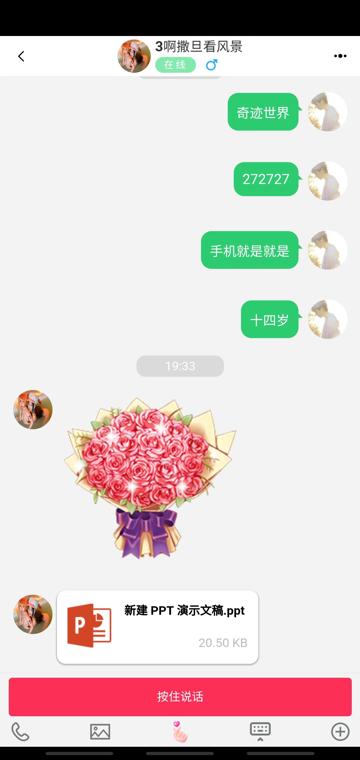 3啊撒旦看风景
在线
奇迹世界
272727
手机就是就是
十四岁
19:33
新建 PPT 演示文稿.ppt
P
20.50 KB
按住说话